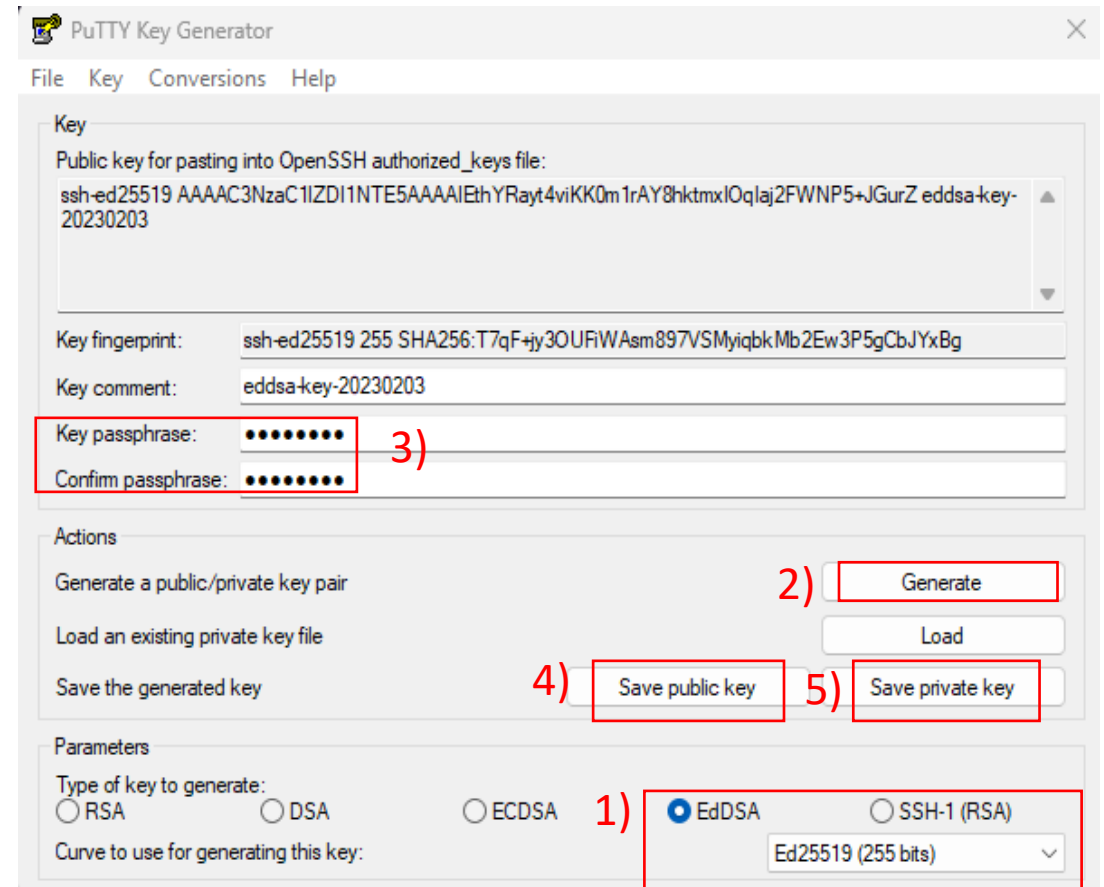 PuTTY Key Generator
File Key Conversions Help
Key
Public key for pasting into OpenSSH authorized_keys file:
ssh-ed25519 AAAAC3NzaC1lZDI1NTE5AAAAIEthYRayt4viKK0m1rAY8hktmxIOqIaj2FWNP5+JGurZ eddsa-key-
20230203
Key fingerprint: ssh-ed25519 255 SHA256:T7qF+jy3OUFiWAsm897VSMyiqbkMb2Ew3P5gCbJYxBg
Key comment: eddsa-key-20230203
Key passphrase: ●●●●●●●● 3)
Confirm passphrase: ●●●●●●●●
Actions
Generate a public/private key pair 2) Generate
Load an existing private key file Load
Save the generated key 4) Save public key 5) Save private key
Parameters
Type of key to generate:
RSA DSA ECDSA 1) EdDSA SSH-1 (RSA)
Curve to use for generating this key: Ed25519 (255 bits)